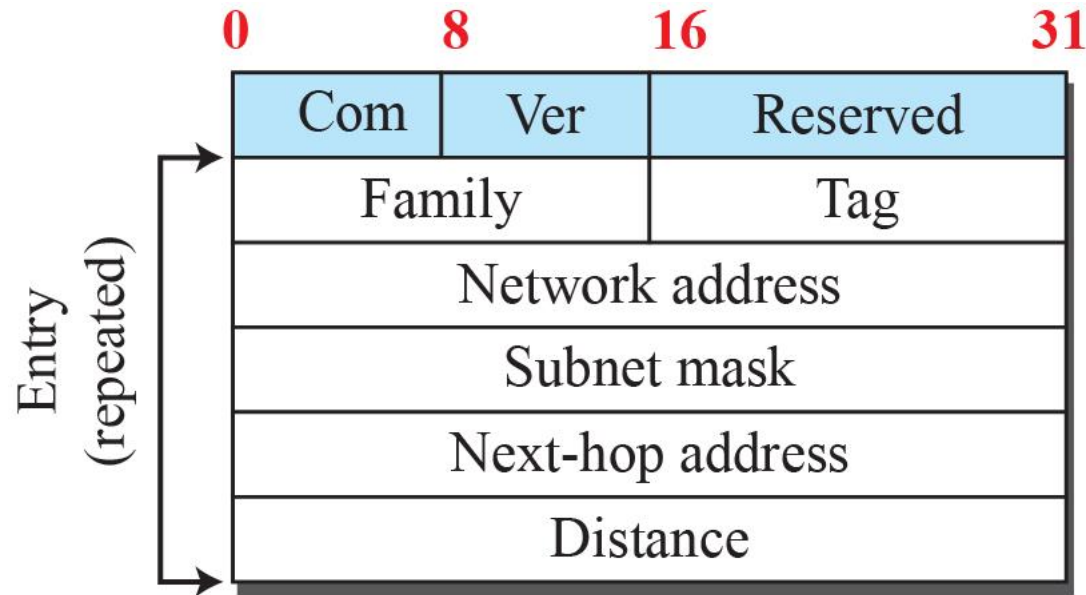 0 8 16 31
Com Ver Reserved
Family Tag
Network address
Subnet mask
Next-hop address
Distance
Entry
(repeated)